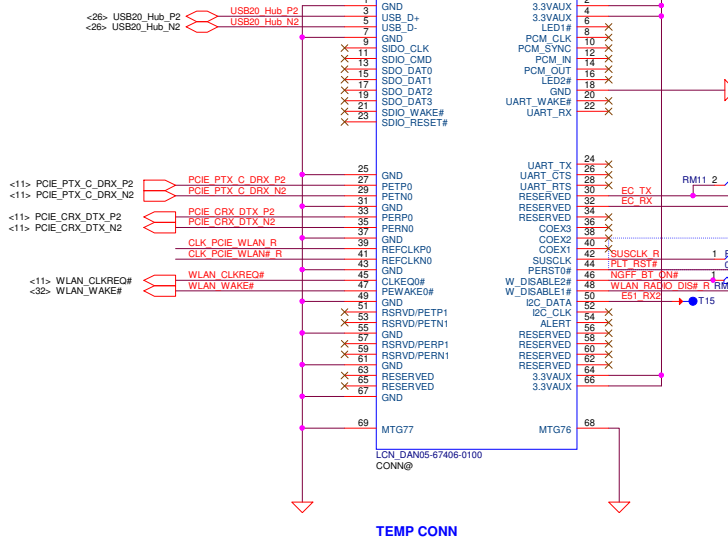 1 GND 3.3VAUX 2
<26> USB20_Hub_P2 USB20_Hub_P2 3 USB_D+ 3.3VAUX 4
<26> USB20_Hub_N2 USB20_Hub_N2 5 USB_D- LED1# 6
7 GND PCM_CLK 8
9 SIDO_CLK PCM_SYNC 10
11 SDIO_CMD PCM_IN 12
13 SDO_DAT0 PCM_OUT 14
15 SDO_DAT1 LED2# 16
17 SDO_DAT2 GND 18
19 SDO_DAT3 UART_WAKE# 20
21 SDIO_WAKE# UART_RX 22
23 SDIO_RESET#
UART_TX 24
25 GND UART_CTS 26
<11> PCIE_PTX_C_DRX_P2 PCIE_PTX_C_DRX_P2 27 PETP0 UART_RTS 28 RM11 2
<11> PCIE_PTX_C_DRX_N2 PCIE_PTX_C_DRX_N2 29 PETN0 RESERVED 30 EC_TX
31 GND RESERVED 32 EC_RX
<11> PCIE_CRX_DTX_P2 PCIE_CRX_DTX_P2 33 PERP0 RESERVED 34
<11> PCIE_CRX_DTX_N2 PCIE_CRX_DTX_N2 35 PERN0 COEX3 36
37 GND COEX2 38
CLK_PCIE_WLAN_R 39 REFCLKP0 COEX1 40
CLK_PCIE_WLAN#_R 41 REFCLKN0 SUSCLK 42 SUSCLK_R 1
43 GND PERST0# 44 PLT_RST#
<11> WLAN_CLKREQ# WLAN_CLKREQ# 45 CLKEQ0# W_DISABLE2# 46 NGFF_BT_ON# 1
<32> WLAN_WAKE# WLAN_WAKE# 47 PEWAKE0# W_DISABLE1# 48 WLAN_RADIO_DIS#_R RM
49 GND I2C_DATA 50 E51_RX2 T15
51 RSRVD/PETP1 I2C_CLK 52
53 RSRVD/PETN1 ALERT 54
55 GND RESERVED 56
57 RSRVD/PERP1 RESERVED 58
59 RSRVD/PERN1 RESERVED 60
61 GND RESERVED 62
63 RESERVED 3.3VAUX 64
65 RESERVED 3.3VAUX 66
67 GND
69 MTG77 MTG76 68
LCN_DAN05-67406-0100
CONN@
TEMP CONN